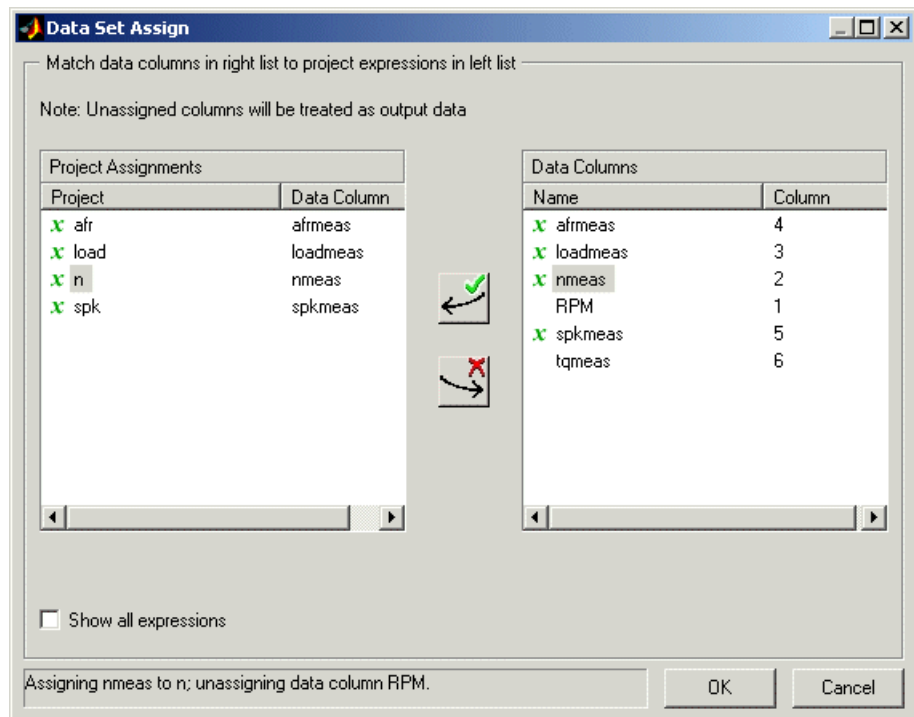 Data Set Assign
Match data columns in right list to project expressions in left list
Note: Unassigned columns will be treated as output data
Project Assignments
Project Data Column
x afr afrmeas
x load loadmeas
x n nmeas
x spk spkmeas
Data Columns
Name Column
x afrmeas 4
x loadmeas 3
x nmeas 2
RPM 1
x spkmeas 5
tqmeas 6
Show all expressions
Assigning nmeas to n; unassigning data column RPM.
OK Cancel